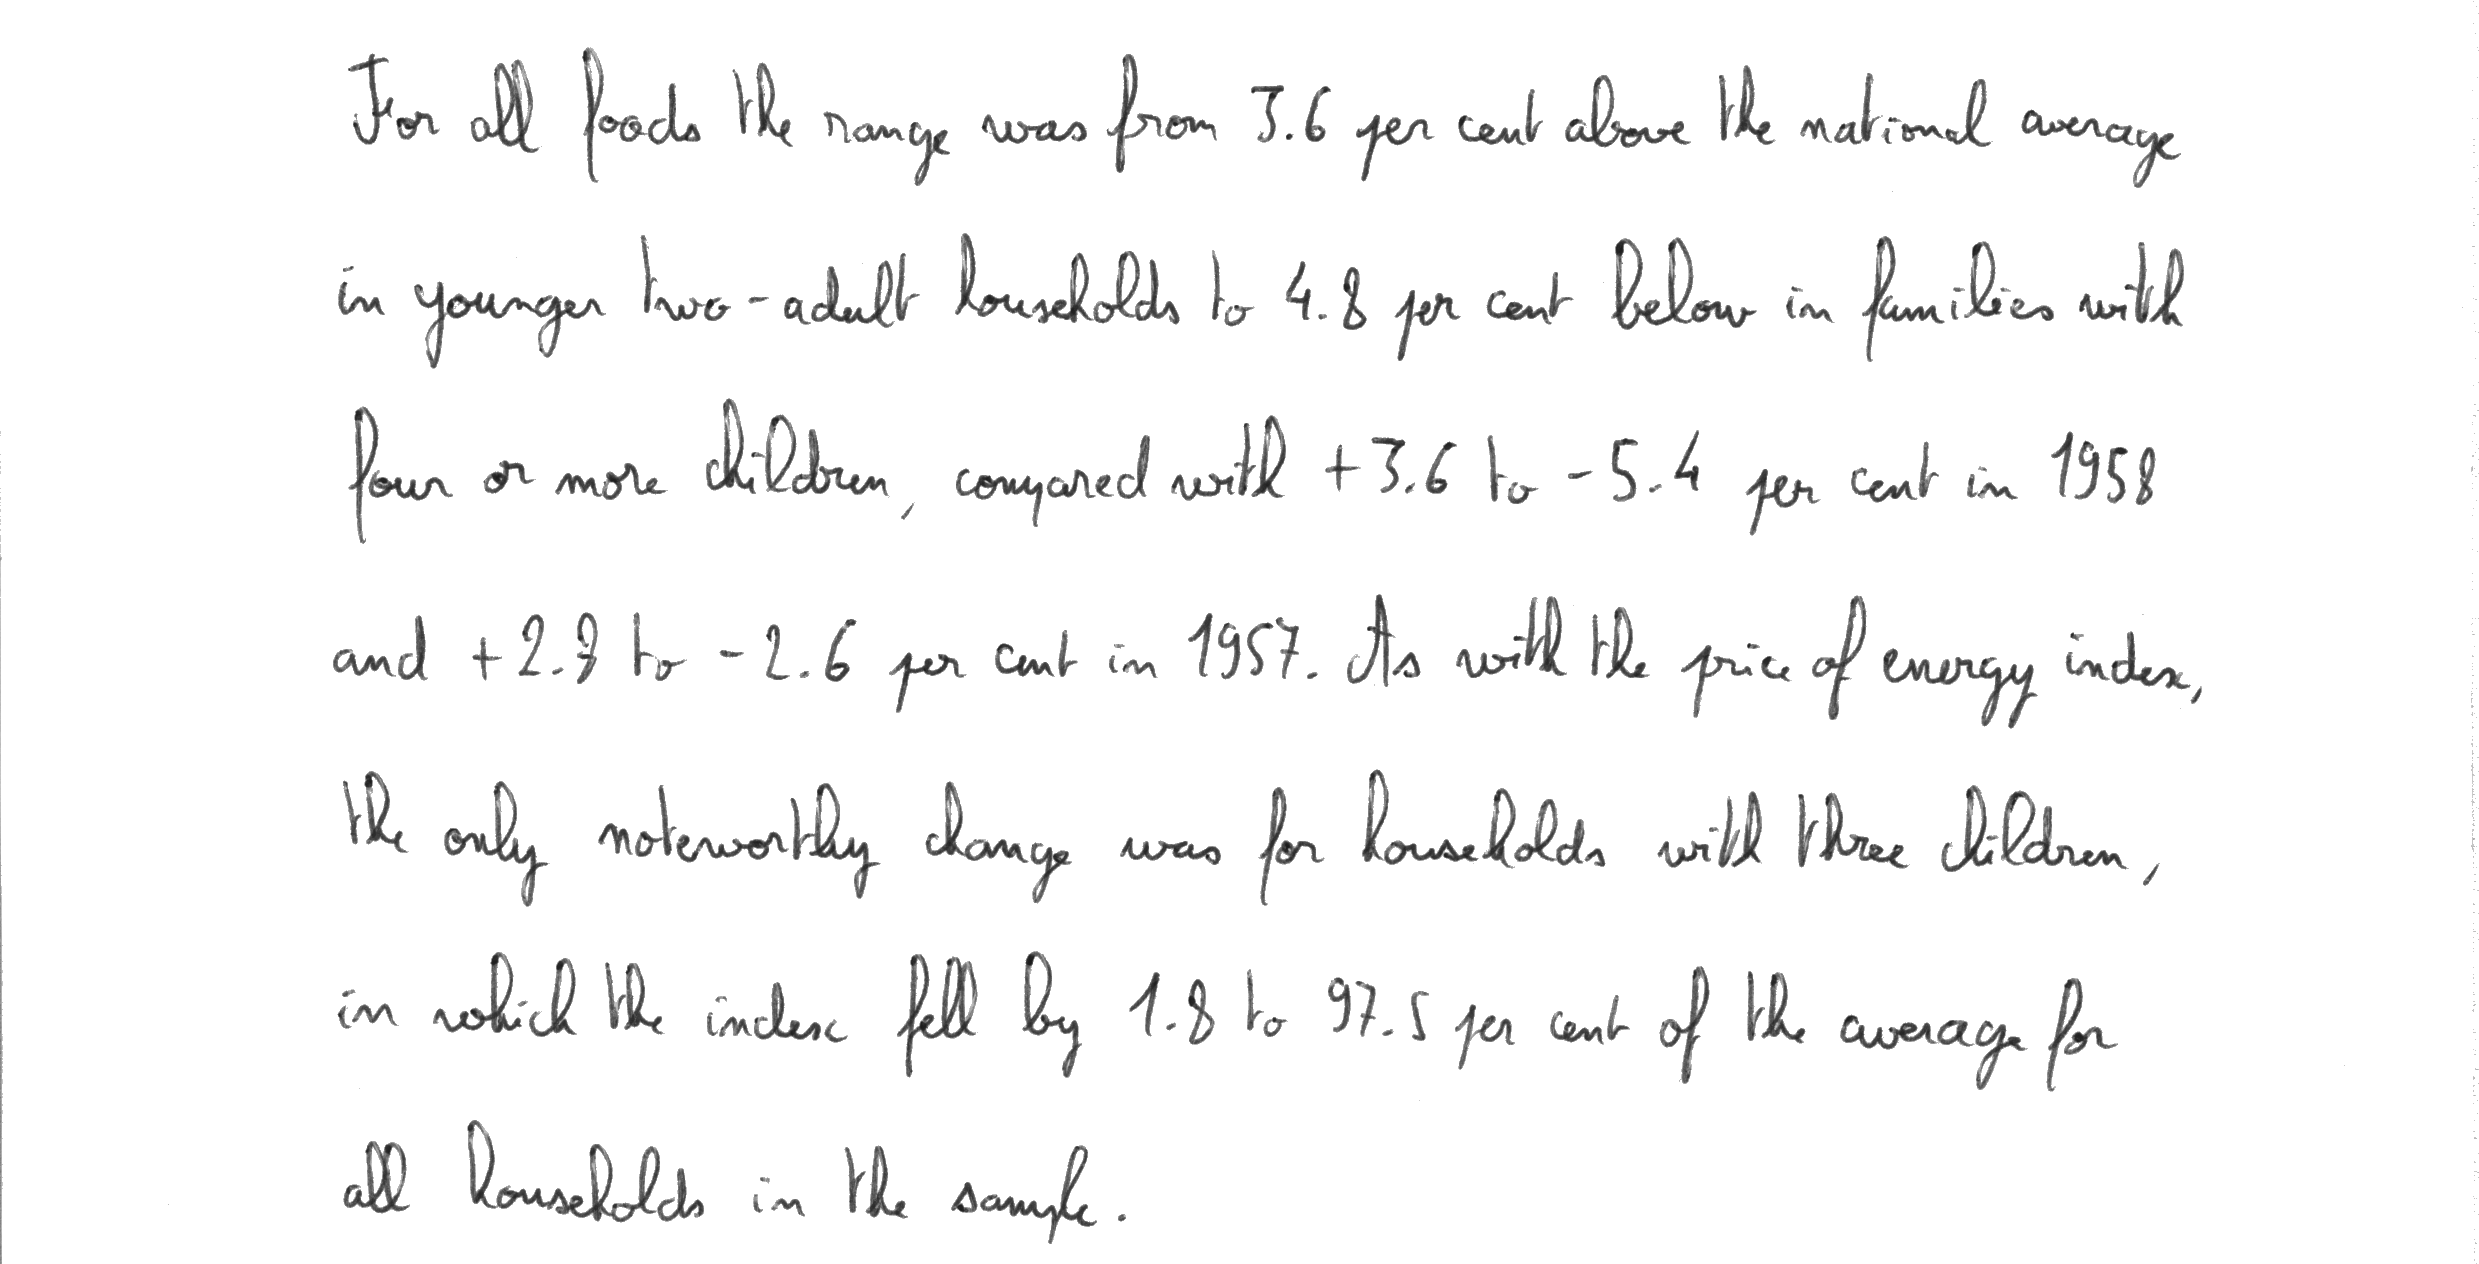 For all foods the range was from 3.6 per cent above the national average
in younger two-adult households to 4.8 per cent below in families with
four or more children, compared with +3.6 to -5.4 per cent in 1958
and to -2.6 per cent in 1957. As with the price of energy index,
the only noteworthy change was for households with three children,
in which the index fell by 1.8 to 97.5 per cent of the average for
all households in the sample.